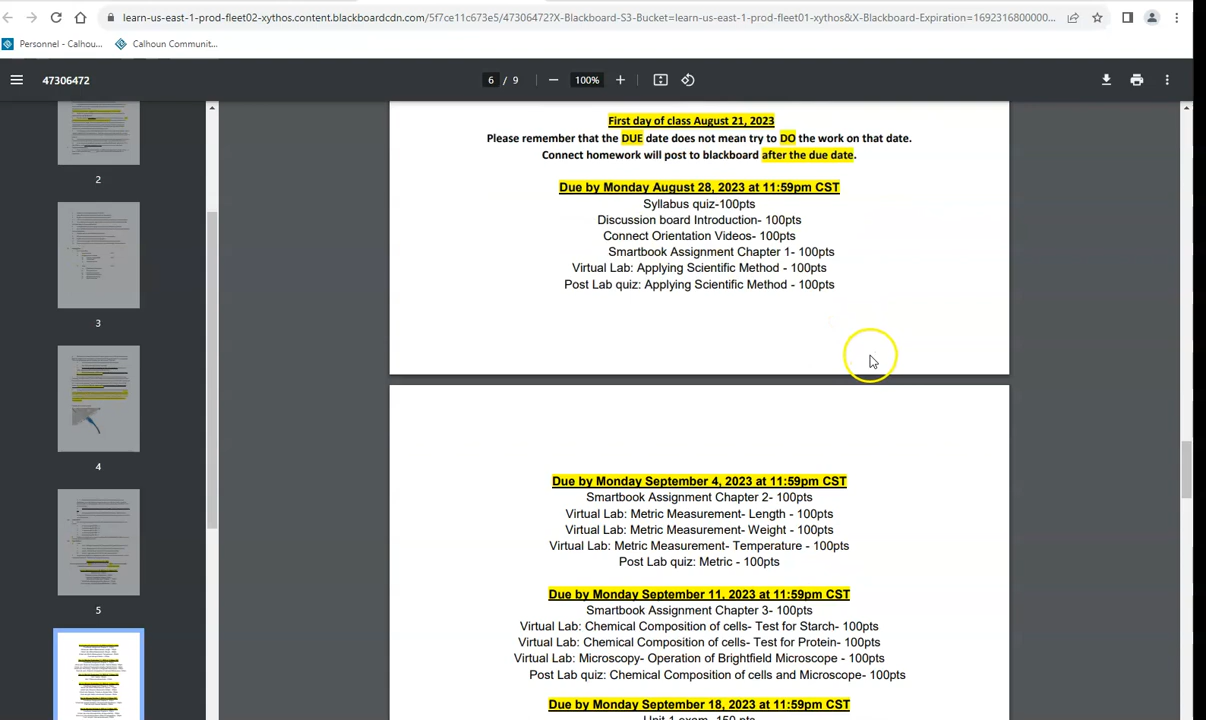 learn-us-east-1-prod-fleet02-xythos.content.blackboardcdn.com/5f7ce11c673e5/47306472?X-Blackboard-S3-Bucket=learn-us-east-1-prod-fleet01-xythos&X-Blackboard-Expiration=1692316800000...
Personnel - Calhou... Calhoun Communit...
47306472 6 / 9 100%
First day of class August 21, 2023
Please remember that the DUE date does not mean try to DO the work on that date.
Connect homework will post to blackboard after the due date.
Due by Monday August 28, 2023 at 11:59pm CST
Syllabus quiz-100pts
Discussion board Introduction- 100pts
Connect Orientation Videos- 100pts
Smartbook Assignment Chapter 1- 100pts
Virtual Lab: Applying Scientific Method - 100pts
Post Lab quiz: Applying Scientific Method - 100pts
Due by Monday September 4, 2023 at 11:59pm CST
Smartbook Assignment Chapter 2- 100pts
Virtual Lab: Metric Measurement- Length - 100pts
Virtual Lab: Metric Measurement- Weight - 100pts
Virtual Lab: Metric Measurement- Temperature - 100pts
Post Lab quiz: Metric - 100pts
Due by Monday September 11, 2023 at 11:59pm CST
Smartbook Assignment Chapter 3- 100pts
Virtual Lab: Chemical Composition of cells- Test for Starch- 100pts
Virtual Lab: Chemical Composition of cells- Test for Protein- 100pts
Virtual Lab: Microscopy- Operation of Brightfield Microscope - 100pts
Post Lab quiz: Chemical Composition of cells and Microscope- 100pts
Due by Monday September 18, 2023 at 11:59pm CST
Unit 1 exam- 150 pts
2
3
4
5